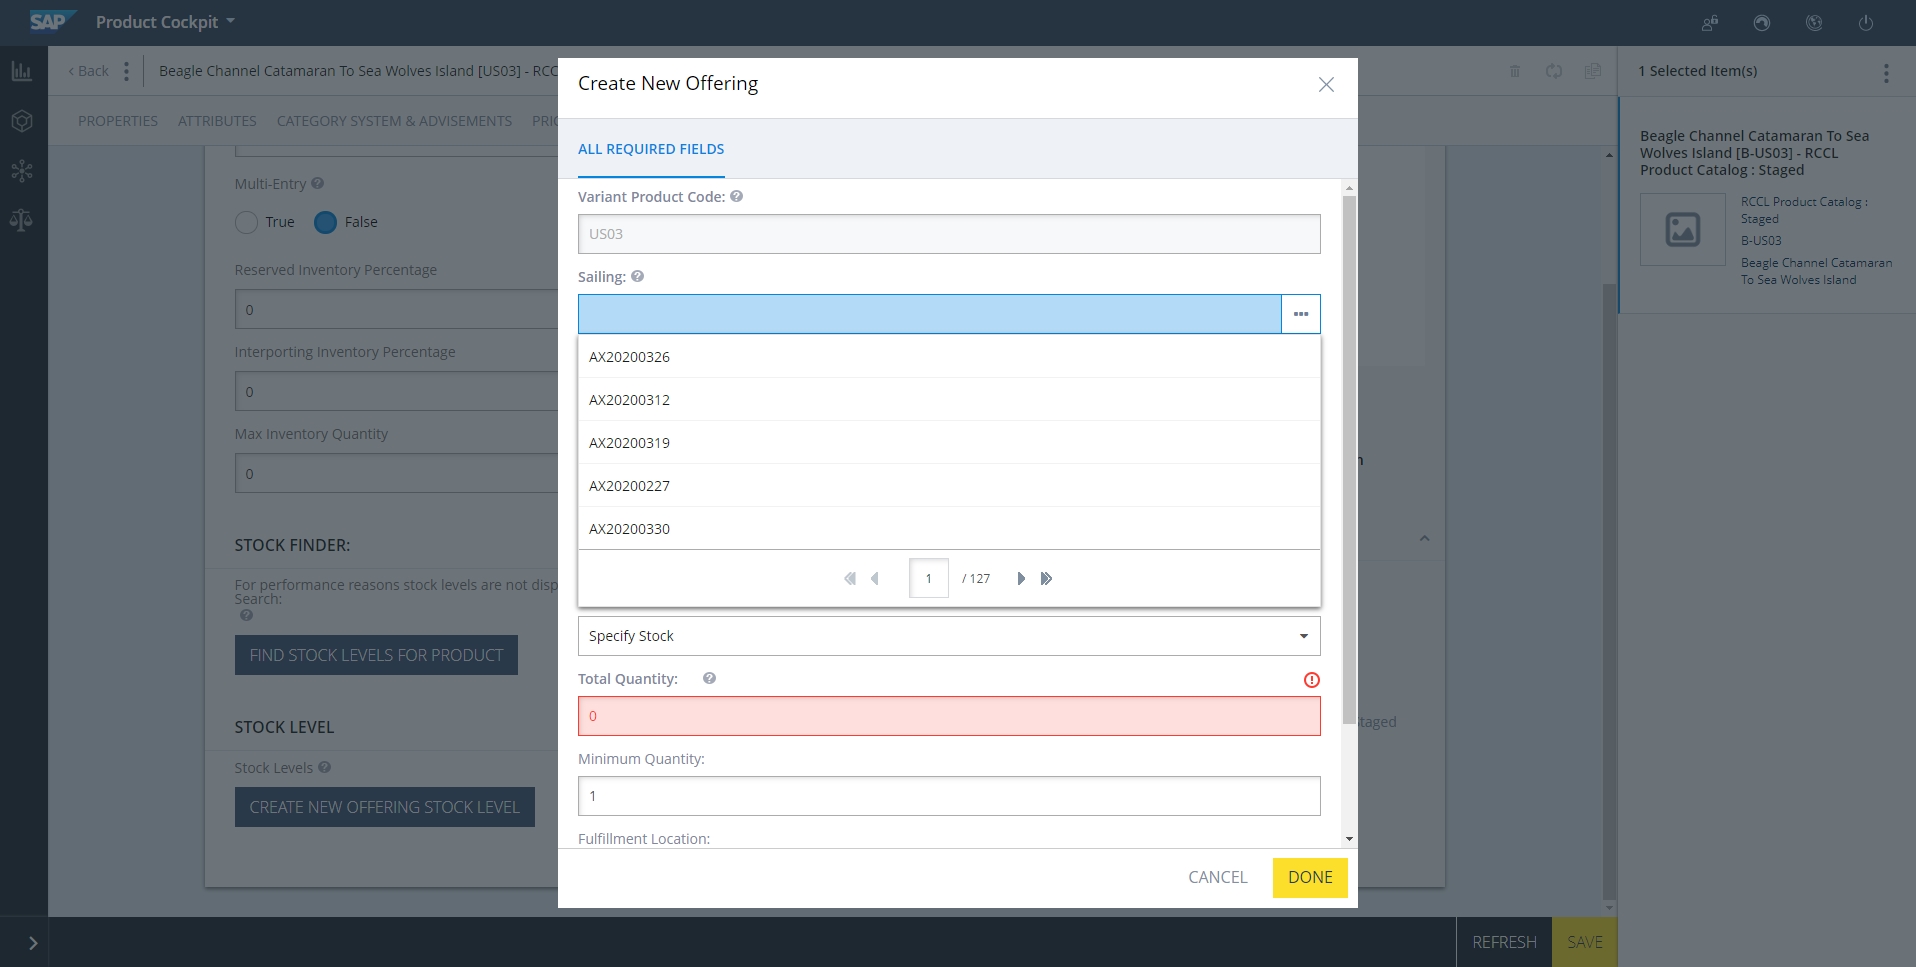 SAP Product Cockpit
Back
Beagle Channel Catamaran To Sea Wolves Island [US03] - RCC
PROPERTIES ATTRIBUTES CATEGORY SYSTEM & ADVISEMENTS PRIC
Multi-Entry
True False
Reserved Inventory Percentage
0
Interporting Inventory Percentage
0
Max Inventory Quantity
0
STOCK FINDER:
For performance reasons stock levels are not disp
Search:
FIND STOCK LEVELS FOR PRODUCT
STOCK LEVEL
Stock Levels
CREATE NEW OFFERING STOCK LEVEL
Create New Offering
ALL REQUIRED FIELDS
Variant Product Code:
US03
Sailing:
AX20200326
AX20200312
AX20200319
AX20200227
AX20200330
1 / 127
Specify Stock
Total Quantity:
0
Minimum Quantity:
1
Fulfillment Location:
CANCEL DONE
n
taged
1 Selected Item(s)
Beagle Channel Catamaran To Sea
Wolves Island [B-US03] - RCCL
Product Catalog : Staged
RCCL Product Catalog :
Staged
B-US03
Beagle Channel Catamaran
To Sea Wolves Island
REFRESH SAVE